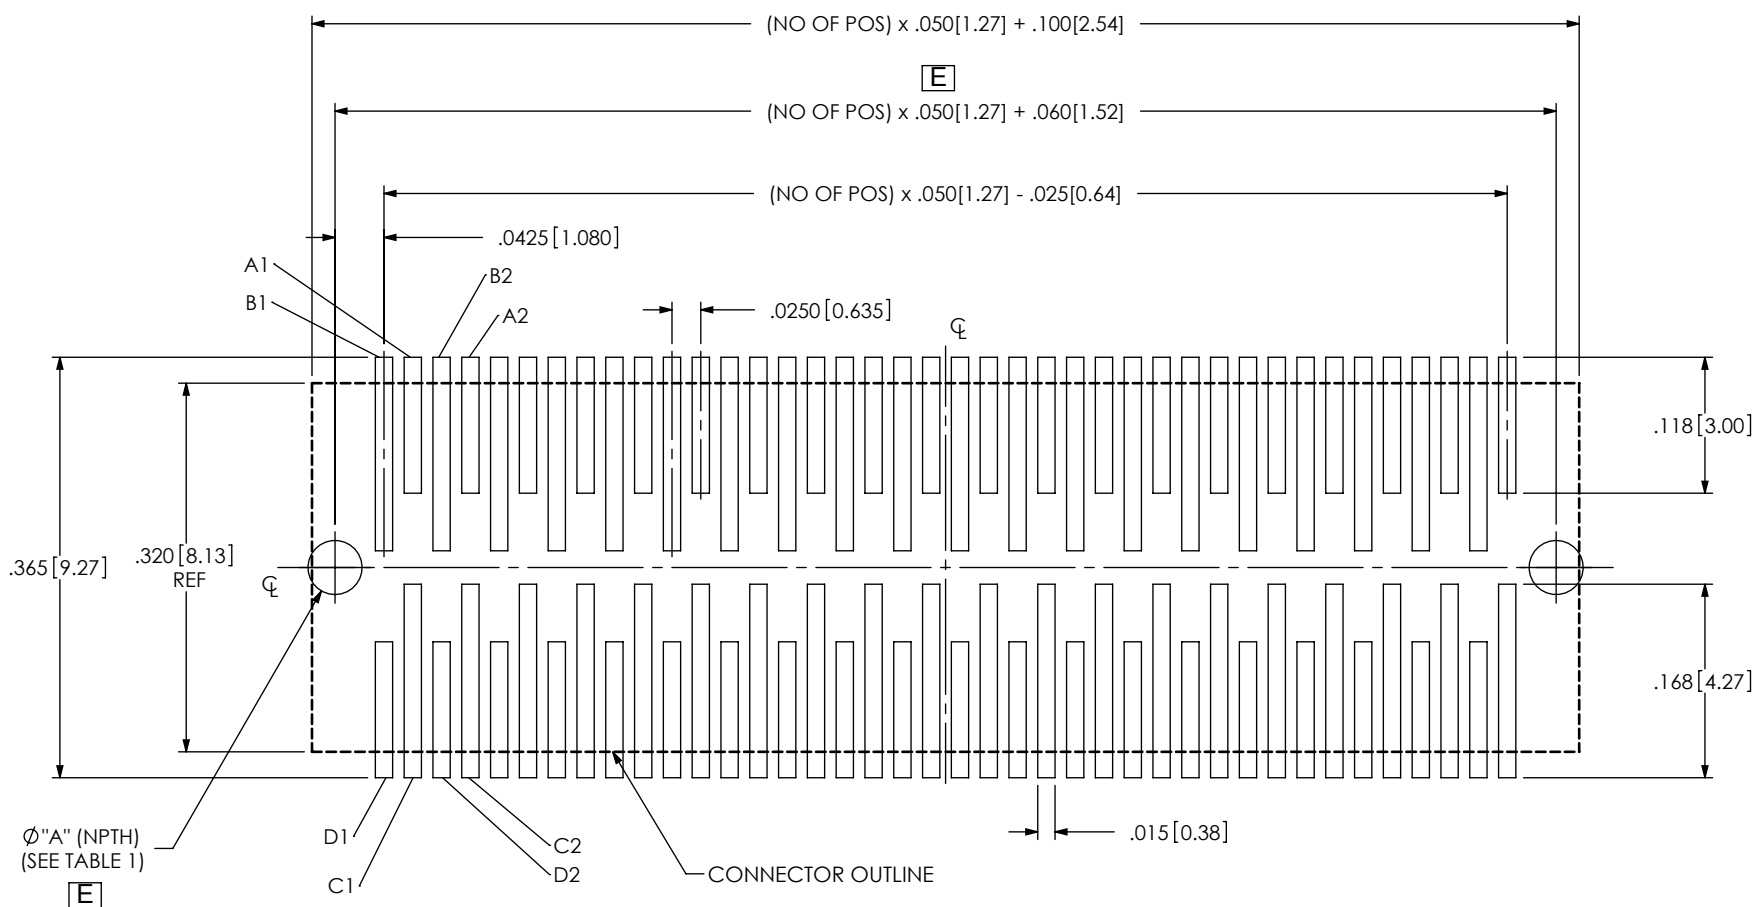 (NO OF POS) x .050[1.27] + .100[2.54]
E
(NO OF POS) x .050[1.27] + .060[1.52]
(NO OF POS) x .050[1.27] - .025[0.64]
.0425[1.080]
A1
B2
B1
.0250[0.635]
A2
℄
.118[3.00]
.320[8.13]
REF
.365[9.27]
℄
.168[4.27]
Ø"A" (NPTH)
(SEE TABLE 1)
E
D1
C2
.015[0.38]
D2
CONNECTOR OUTLINE
C1